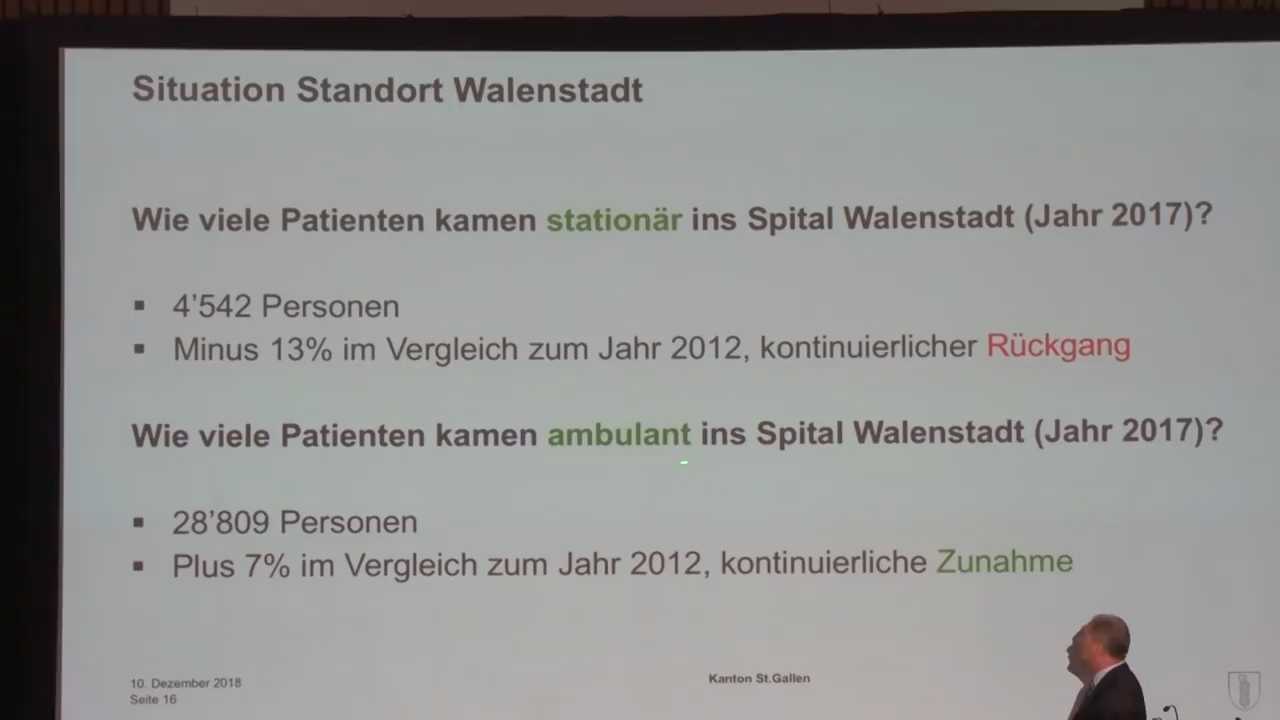 Situation Standort Walenstadt
Wie viele Patienten kamen stationär ins Spital Walenstadt (Jahr 2017)?
▪ 4'542 Personen
▪ Minus 13% im Vergleich zum Jahr 2012, kontinuierlicher Rückgang
Wie viele Patienten kamen ambulant ins Spital Walenstadt (Jahr 2017)?
▪ 28'809 Personen
▪ Plus 7% im Vergleich zum Jahr 2012, kontinuierliche Zunahme
10. Dezember 2018
Seite 16
Kanton St.Gallen